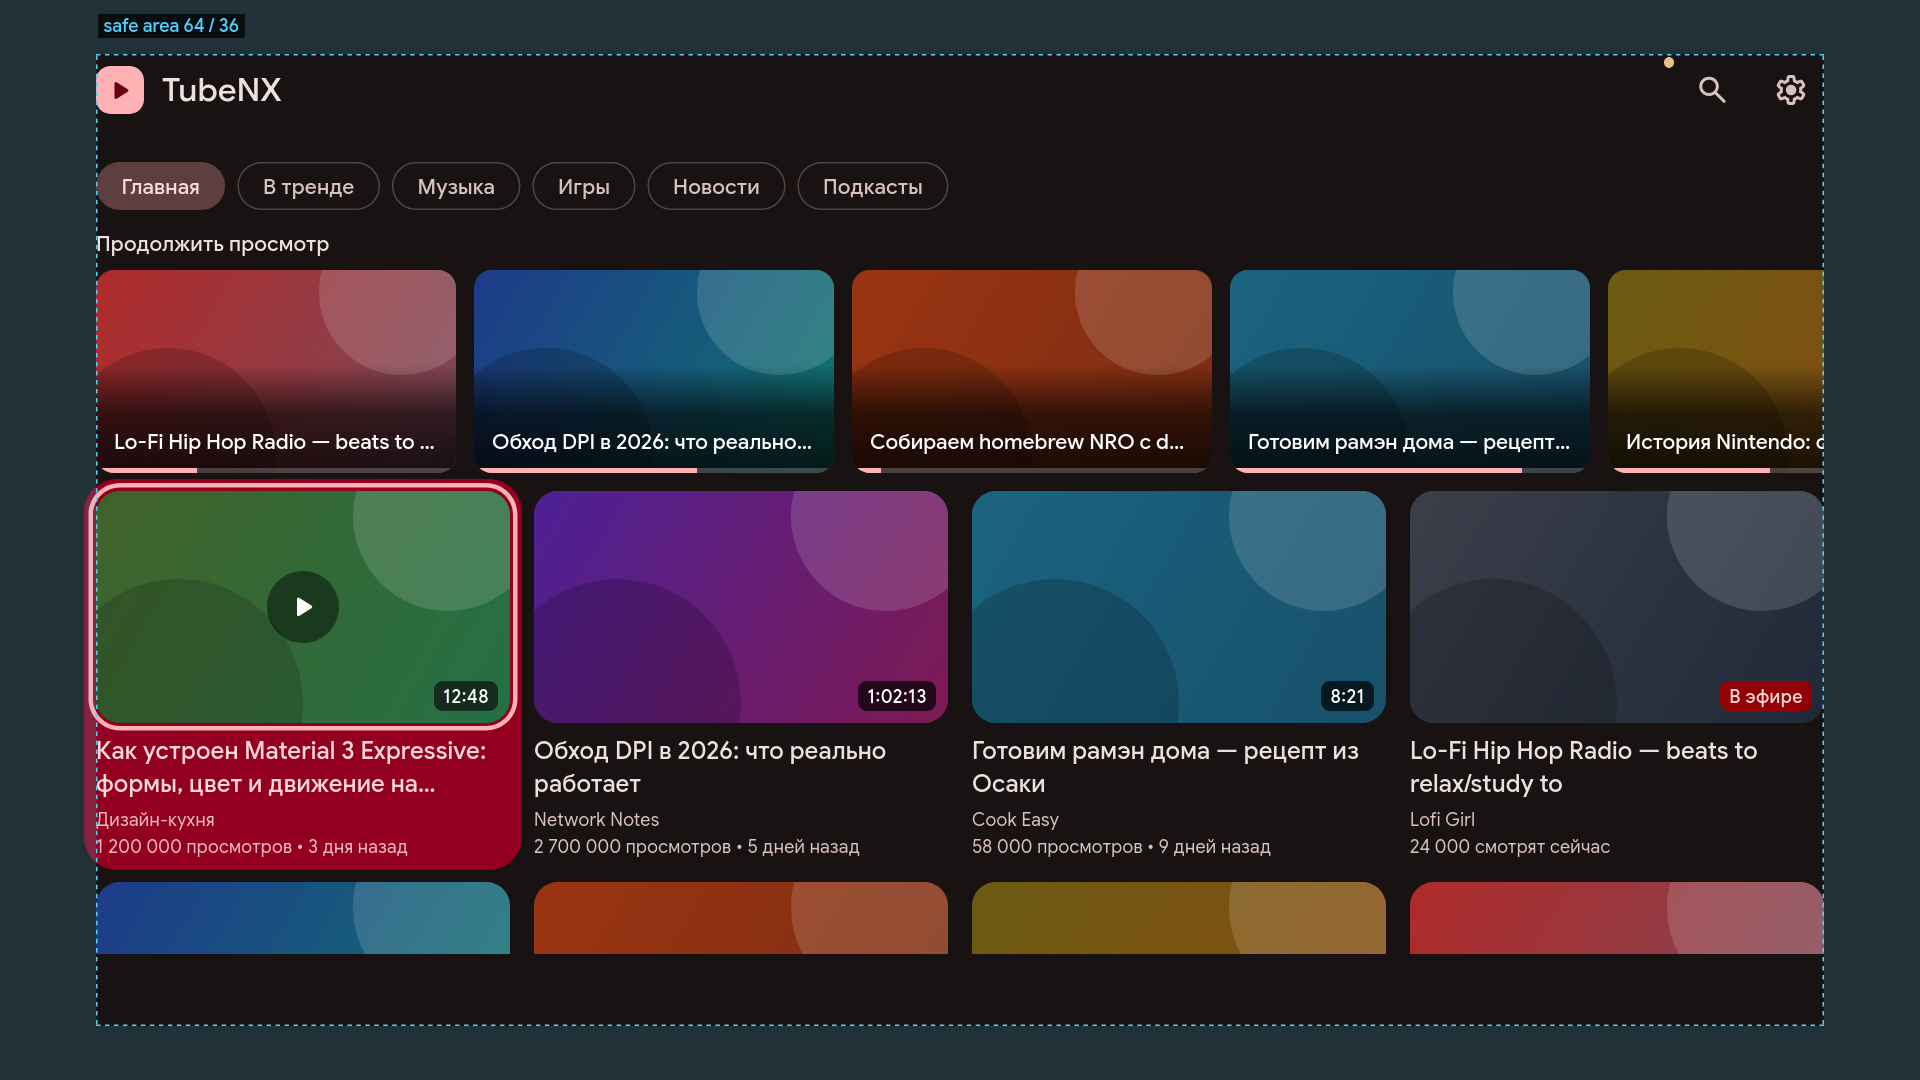 safe area 64 / 36
TubeNX
Главная
В тренде
Музыка
Игры
Новости
Подкасты
Продолжить просмотр
Lo-Fi Hip Hop Radio — beats to ...
Обход DPI в 2026: что реально...
Собираем homebrew NRO с d...
Готовим рамэн дома — рецепт...
История Nintendo:
12:48
1:02:13
8:21
В эфире
Как устроен Material 3 Expressive:
формы, цвет и движение на...
Дизайн-кухня
1 200 000 просмотров • 3 дня назад
Обход DPI в 2026: что реально
работает
Network Notes
2 700 000 просмотров • 5 дней назад
Готовим рамэн дома — рецепт из
Осаки
Cook Easy
58 000 просмотров • 9 дней назад
Lo-Fi Hip Hop Radio — beats to
relax/study to
Lofi Girl
24 000 смотрят сейчас